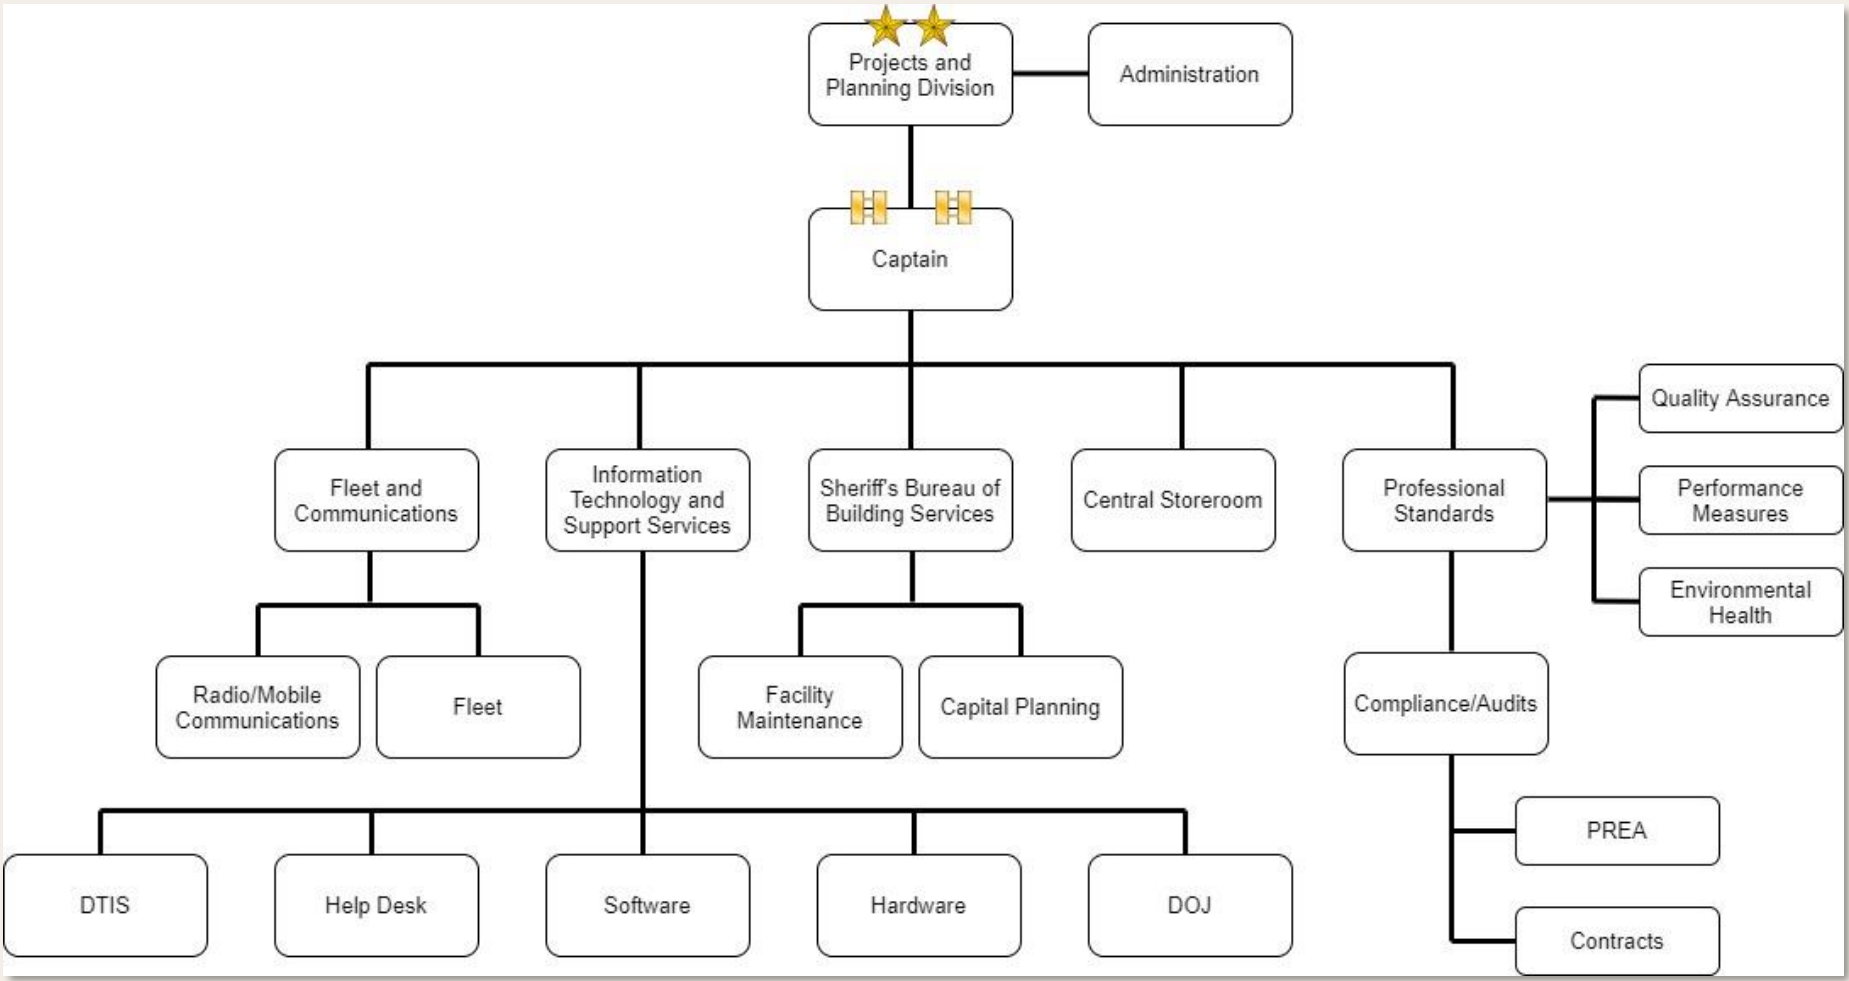 Projects and
Planning Division
Administration
Captain
Quality Assurance
Fleet and
Communications
Information
Technology and
Support Services
Sheriff's Bureau of
Building Services
Central Storeroom
Professional
Standards
Performance
Measures
Environmental
Health
Radio/Mobile
Communications
Fleet
Facility
Maintenance
Capital Planning
Compliance/Audits
PREA
DTIS
Help Desk
Software
Hardware
DOJ
Contracts